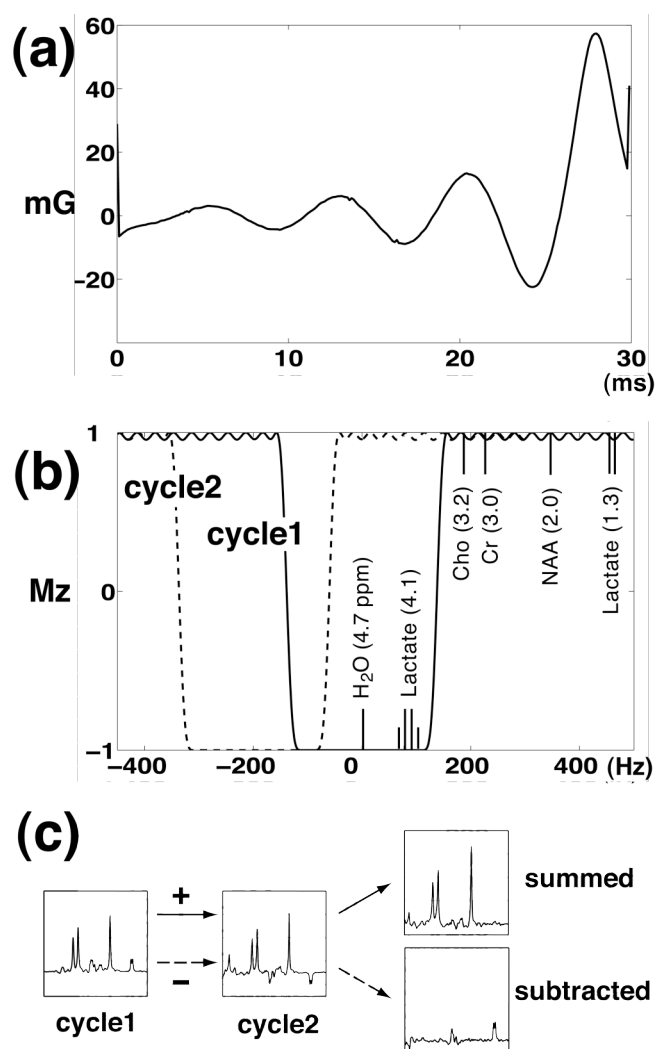 (a)
60
40
20
0
−20
mG
0 10 20 30
(ms)
(b)
1
0
−1
Mz
cycle2
cycle1
H2O (4.7 ppm)
Lactate (4.1)
Cho (3.2)
Cr (3.0)
NAA (2.0)
Lactate (1.3)
−400 −200 0 200 400 (Hz)
(c)
+
−
cycle1
cycle2
summed
subtracted